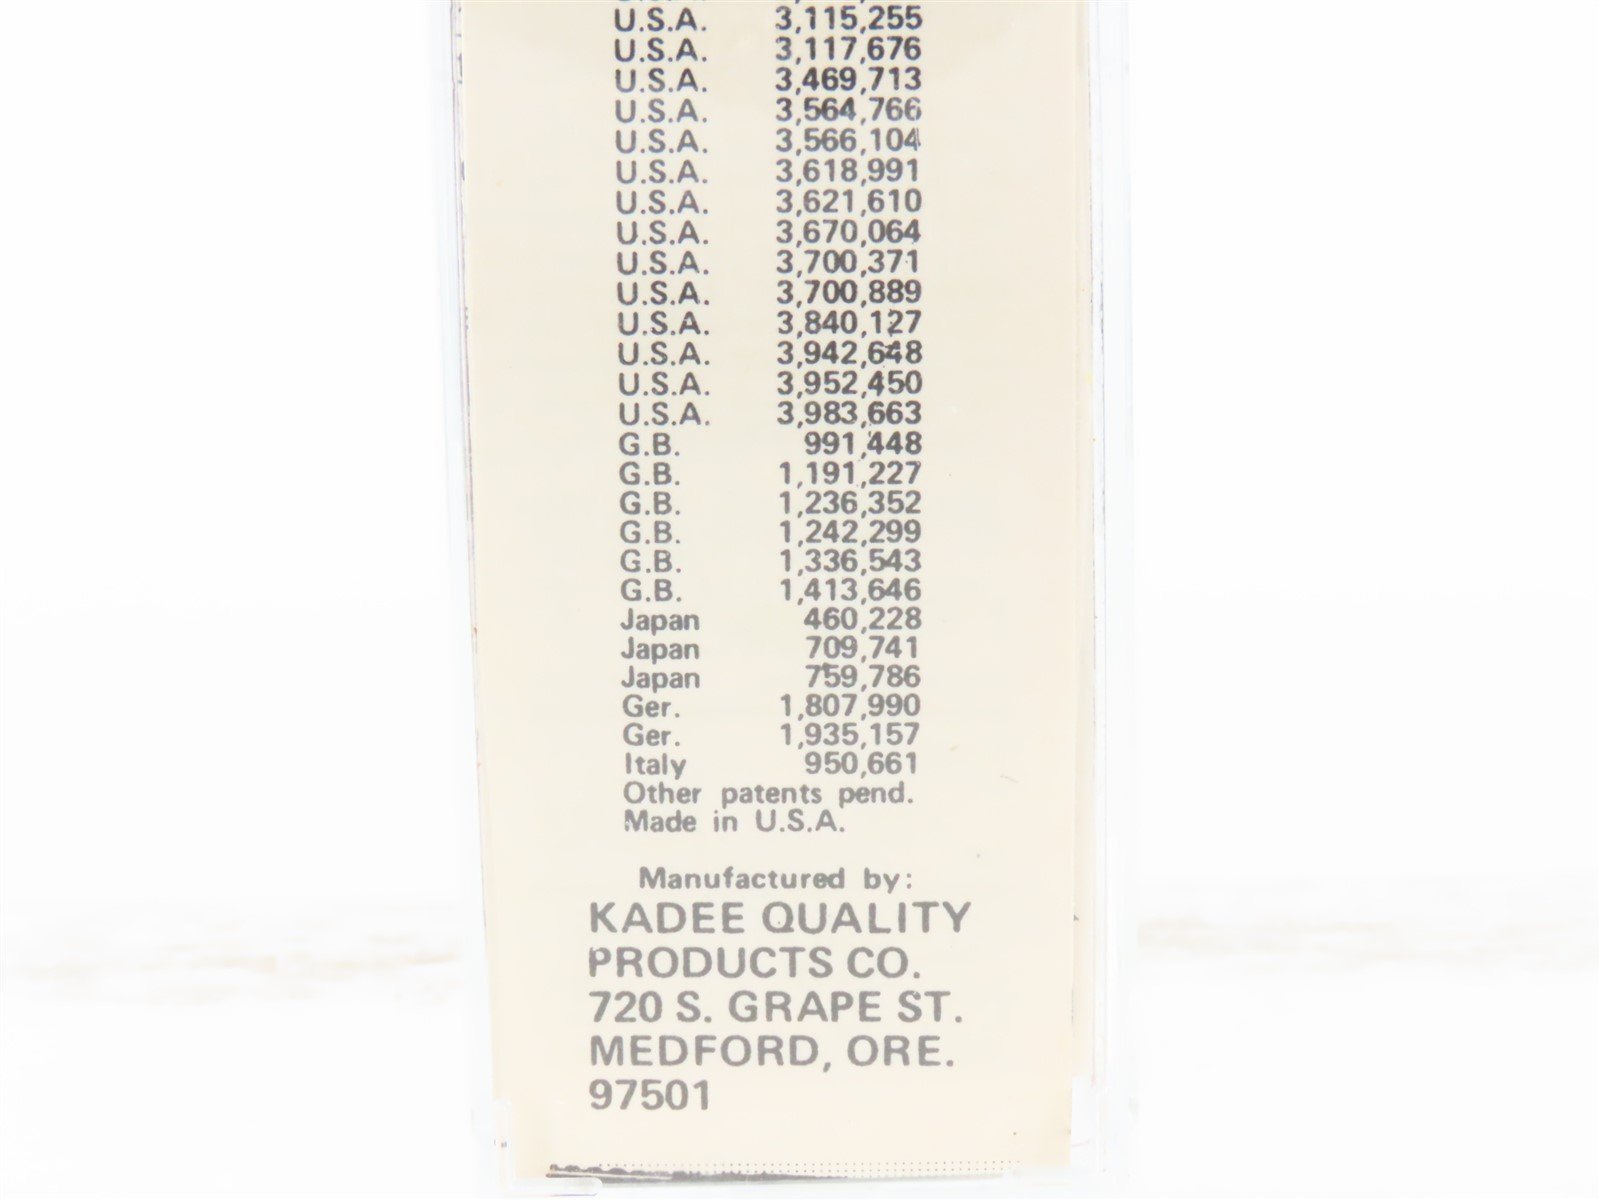 U.S.A. 3,115,255
U.S.A. 3,117,676
U.S.A. 3,469,713
U.S.A. 3,564,766
U.S.A. 3,566,104
U.S.A. 3,618,991
U.S.A. 3,621,610
U.S.A. 3,670,064
U.S.A. 3,700,371
U.S.A. 3,700,889
U.S.A. 3,840,127
U.S.A. 3,942,648
U.S.A. 3,952,450
U.S.A. 3,983,663
G.B. 991,448
G.B. 1,191,227
G.B. 1,236,352
G.B. 1,242,299
G.B. 1,336,543
G.B. 1,413,646
Japan 460,228
Japan 709,741
Japan 759,786
Ger. 1,807,990
Ger. 1,935,157
Italy 950,661
Other patents pend.
Made in U.S.A.
Manufactured by:
KADEE QUALITY
PRODUCTS CO.
720 S. GRAPE ST.
MEDFORD, ORE.
97501